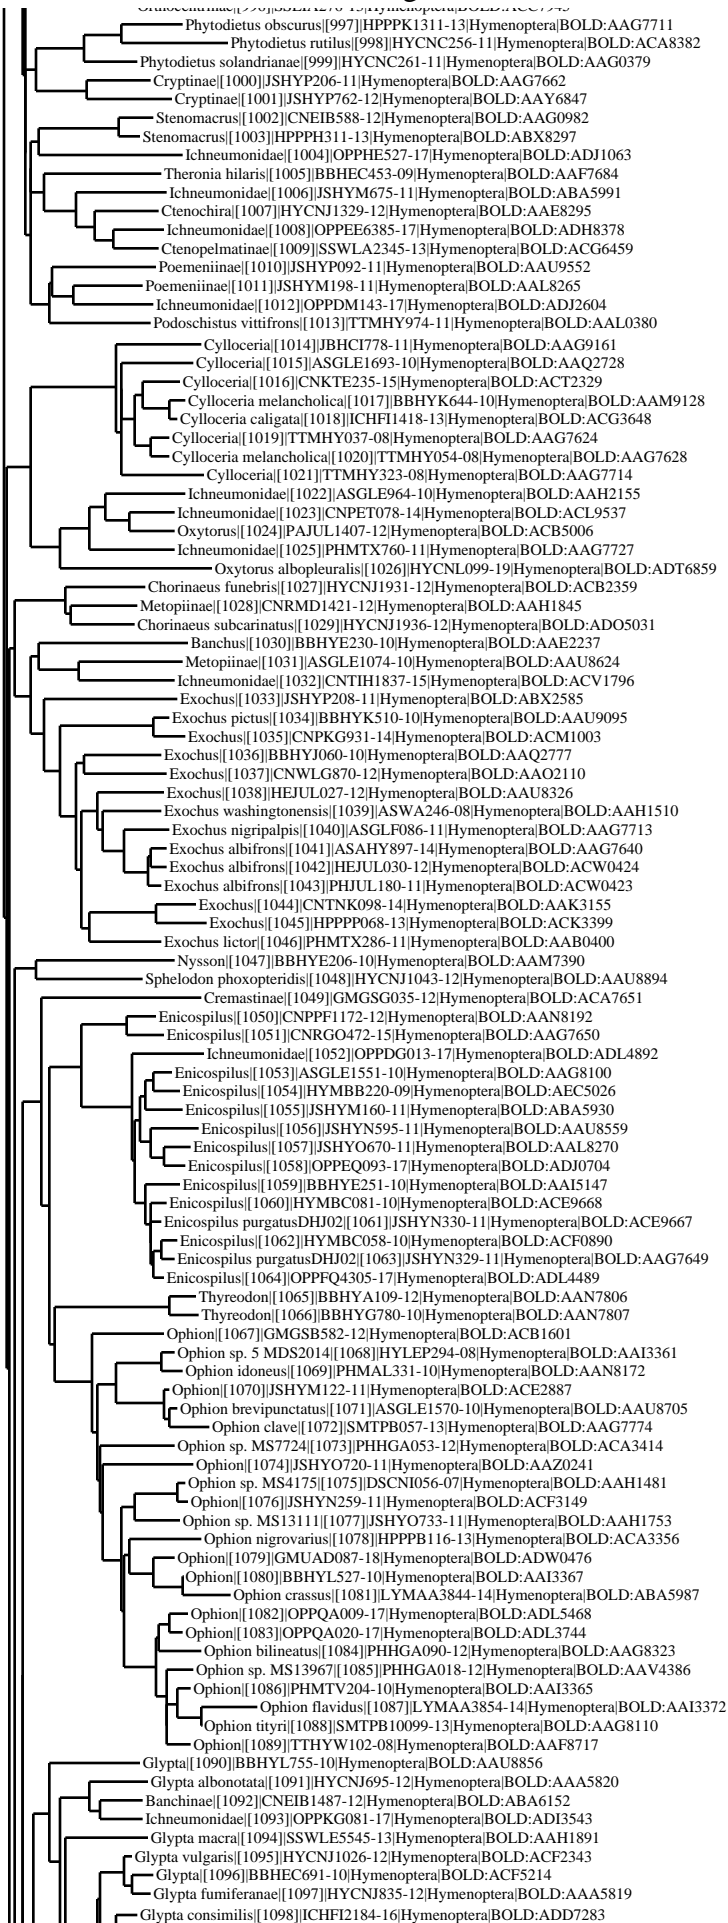 Phytodietus obscurus|[997]|HPPPK1311-13|Hymenoptera|BOLD:AAG7711
Phytodietus rutilus|[998]|HYCNC256-11|Hymenoptera|BOLD:ACA8382
Phytodietus solandrianae|[999]|HYCNC261-11|Hymenoptera|BOLD:AAG0379
Cryptinae|[1000]|JSHYP206-11|Hymenoptera|BOLD:AAG7662
Cryptinae|[1001]|JSHYP762-12|Hymenoptera|BOLD:AAY6847
Stenomacrus|[1002]|CNEIB588-12|Hymenoptera|BOLD:AAG0982
Stenomacrus|[1003]|HPPPH311-13|Hymenoptera|BOLD:ABX8297
Ichneumonidae|[1004]|OPPHE527-17|Hymenoptera|BOLD:ADJ1063
Theronia hilaris|[1005]|BBHEC453-09|Hymenoptera|BOLD:AAF7684
Ichneumonidae|[1006]|JSHYM675-11|Hymenoptera|BOLD:ABA5991
Ctenochira|[1007]|HYCNJ1329-12|Hymenoptera|BOLD:AAE8295
Ichneumonidae|[1008]|OPPEE6385-17|Hymenoptera|BOLD:ADH8378
Ctenopelmatinae|[1009]|SSWLA2345-13|Hymenoptera|BOLD:ACG6459
Poemeniinae|[1010]|JSHYP092-11|Hymenoptera|BOLD:AAU9552
Poemeniinae|[1011]|JSHYM198-11|Hymenoptera|BOLD:AAL8265
Ichneumonidae|[1012]|OPPDM143-17|Hymenoptera|BOLD:ADJ2604
Podoschistus vittifrons|[1013]|TTMHY974-11|Hymenoptera|BOLD:AAL0380
Cylloceria|[1014]|JBHCI778-11|Hymenoptera|BOLD:AAG9161
Cylloceria|[1015]|ASGLE1693-10|Hymenoptera|BOLD:AAQ2728
Cylloceria|[1016]|CNKTE235-15|Hymenoptera|BOLD:ACT2329
Cylloceria melancholica|[1017]|BBHYK644-10|Hymenoptera|BOLD:AAM9128
Cylloceria caligata|[1018]|ICHFI1418-13|Hymenoptera|BOLD:ACG3648
Cylloceria|[1019]|TTMHY037-08|Hymenoptera|BOLD:AAG7624
Cylloceria melancholica|[1020]|TTMHY054-08|Hymenoptera|BOLD:AAG7628
Cylloceria|[1021]|TTMHY323-08|Hymenoptera|BOLD:AAG7714
Ichneumonidae|[1022]|ASGLE964-10|Hymenoptera|BOLD:AAH2155
Ichneumonidae|[1023]|CNPET078-14|Hymenoptera|BOLD:ACL9537
Oxytorus|[1024]|PAJUL1407-12|Hymenoptera|BOLD:ACB5006
Ichneumonidae|[1025]|PHMTX760-11|Hymenoptera|BOLD:AAG7727
Oxytorus albopleuralis|[1026]|HYCNL099-19|Hymenoptera|BOLD:ADT6859
Chorinaeus funebris|[1027]|HYCNJ1931-12|Hymenoptera|BOLD:ACB2359
Metopiinae|[1028]|CNRMD1421-12|Hymenoptera|BOLD:AAH1845
Chorinaeus subcarinatus|[1029]|HYCNJ1936-12|Hymenoptera|BOLD:ADO5031
Banchus|[1030]|BBHYE230-10|Hymenoptera|BOLD:AAE2237
Metopiinae|[1031]|ASGLE1074-10|Hymenoptera|BOLD:AAU8624
Ichneumonidae|[1032]|CNTIH1837-15|Hymenoptera|BOLD:ACV1796
Exochus|[1033]|JSHYP208-11|Hymenoptera|BOLD:ABX2585
Exochus pictus|[1034]|BBHYK510-10|Hymenoptera|BOLD:AAU9095
Exochus|[1035]|CNPKG931-14|Hymenoptera|BOLD:ACM1003
Exochus|[1036]|BBHYJ060-10|Hymenoptera|BOLD:AAQ2777
Exochus|[1037]|CNWLG870-12|Hymenoptera|BOLD:AAO2110
Exochus|[1038]|HEJUL027-12|Hymenoptera|BOLD:AAU8326
Exochus washingtonensis|[1039]|ASWA246-08|Hymenoptera|BOLD:AAH1510
Exochus nigripalpis|[1040]|ASGLF086-11|Hymenoptera|BOLD:AAG7713
Exochus albifrons|[1041]|ASAHY897-14|Hymenoptera|BOLD:AAG7640
Exochus albifrons|[1042]|HEJUL030-12|Hymenoptera|BOLD:ACW0424
Exochus albifrons|[1043]|PHJUL180-11|Hymenoptera|BOLD:ACW0423
Exochus|[1044]|CNTNK098-14|Hymenoptera|BOLD:AAK3155
Exochus|[1045]|HPPPP068-13|Hymenoptera|BOLD:ACK3399
Exochus lictor|[1046]|PHMTX286-11|Hymenoptera|BOLD:AAB0400
Nysson|[1047]|BBHYE206-10|Hymenoptera|BOLD:AAM7390
Sphelodon phoxopteridis|[1048]|HYCNJ1043-12|Hymenoptera|BOLD:AAU8894
Cremastinae|[1049]|GMGSG035-12|Hymenoptera|BOLD:ACA7651
Enicospilus|[1050]|CNPPF1172-12|Hymenoptera|BOLD:AAN8192
Enicospilus|[1051]|CNRGO472-15|Hymenoptera|BOLD:AAG7650
Ichneumonidae|[1052]|OPPDG013-17|Hymenoptera|BOLD:ADL4892
Enicospilus|[1053]|ASGLE1551-10|Hymenoptera|BOLD:AAG8100
Enicospilus|[1054]|HYMBB220-09|Hymenoptera|BOLD:AEC5026
Enicospilus|[1055]|JSHYM160-11|Hymenoptera|BOLD:ABA5930
Enicospilus|[1056]|JSHYN595-11|Hymenoptera|BOLD:AAU8559
Enicospilus|[1057]|JSHYO670-11|Hymenoptera|BOLD:AAL8270
Enicospilus|[1058]|OPPEQ093-17|Hymenoptera|BOLD:ADJ0704
Enicospilus|[1059]|BBHYE251-10|Hymenoptera|BOLD:AAI5147
Enicospilus|[1060]|HYMBC081-10|Hymenoptera|BOLD:ACE9668
Enicospilus purgatusDHJ02|[1061]|JSHYN330-11|Hymenoptera|BOLD:ACE9667
Enicospilus|[1062]|HYMBC058-10|Hymenoptera|BOLD:ACF0890
Enicospilus purgatusDHJ02|[1063]|JSHYN329-11|Hymenoptera|BOLD:AAG7649
Enicospilus|[1064]|OPPFQ4305-17|Hymenoptera|BOLD:ADL4489
Thyreodon|[1065]|BBHYA109-12|Hymenoptera|BOLD:AAN7806
Thyreodon|[1066]|BBHYG780-10|Hymenoptera|BOLD:AAN7807
Ophion|[1067]|GMGSB582-12|Hymenoptera|BOLD:ACB1601
Ophion sp. 5 MDS2014|[1068]|HYLEP294-08|Hymenoptera|BOLD:AAI3361
Ophion idoneus|[1069]|PHMAL331-10|Hymenoptera|BOLD:AAN8172
Ophion|[1070]|JSHYM122-11|Hymenoptera|BOLD:ACE2887
Ophion brevipunctatus|[1071]|ASGLE1570-10|Hymenoptera|BOLD:AAU8705
Ophion clave|[1072]|SMTPB057-13|Hymenoptera|BOLD:AAG7774
Ophion sp. MS7724|[1073]|PHHGA053-12|Hymenoptera|BOLD:ACA3414
Ophion|[1074]|JSHYO720-11|Hymenoptera|BOLD:AAZ0241
Ophion sp. MS4175|[1075]|DSCNI056-07|Hymenoptera|BOLD:AAH1481
Ophion|[1076]|JSHYN259-11|Hymenoptera|BOLD:ACF3149
Ophion sp. MS13111|[1077]|JSHYO733-11|Hymenoptera|BOLD:AAH1753
Ophion nigrovarius|[1078]|HPPPB116-13|Hymenoptera|BOLD:ACA3356
Ophion|[1079]|GMUAD087-18|Hymenoptera|BOLD:ADW0476
Ophion|[1080]|BBHYL527-10|Hymenoptera|BOLD:AAI3367
Ophion crassus|[1081]|LYMAA3844-14|Hymenoptera|BOLD:ABA5987
Ophion|[1082]|OPPQA009-17|Hymenoptera|BOLD:ADL5468
Ophion|[1083]|OPPQA020-17|Hymenoptera|BOLD:ADL3744
Ophion bilineatus|[1084]|PHHGA090-12|Hymenoptera|BOLD:AAG8323
Ophion sp. MS13967|[1085]|PHHGA018-12|Hymenoptera|BOLD:AAV4386
Ophion|[1086]|PHMTV204-10|Hymenoptera|BOLD:AAI3365
Ophion flavidus|[1087]|LYMAA3854-14|Hymenoptera|BOLD:AAI3372
Ophion tityri|[1088]|SMTPB10099-13|Hymenoptera|BOLD:AAG8110
Ophion|[1089]|TTHYW102-08|Hymenoptera|BOLD:AAF8717
Glypta|[1090]|BBHYL755-10|Hymenoptera|BOLD:AAU8856
Glypta albonotata|[1091]|HYCNJ695-12|Hymenoptera|BOLD:AAA5820
Banchinae|[1092]|CNEIB1487-12|Hymenoptera|BOLD:ABA6152
Ichneumonidae|[1093]|OPPKG081-17|Hymenoptera|BOLD:ADI3543
Glypta macra|[1094]|SSWLE5545-13|Hymenoptera|BOLD:AAH1891
Glypta vulgaris|[1095]|HYCNJ1026-12|Hymenoptera|BOLD:ACF2343
Glypta|[1096]|BBHEC691-10|Hymenoptera|BOLD:ACF5214
Glypta fumiferanae|[1097]|HYCNJ835-12|Hymenoptera|BOLD:AAA5819
Glypta consimilis|[1098]|ICHFI2184-16|Hymenoptera|BOLD:ADD7283